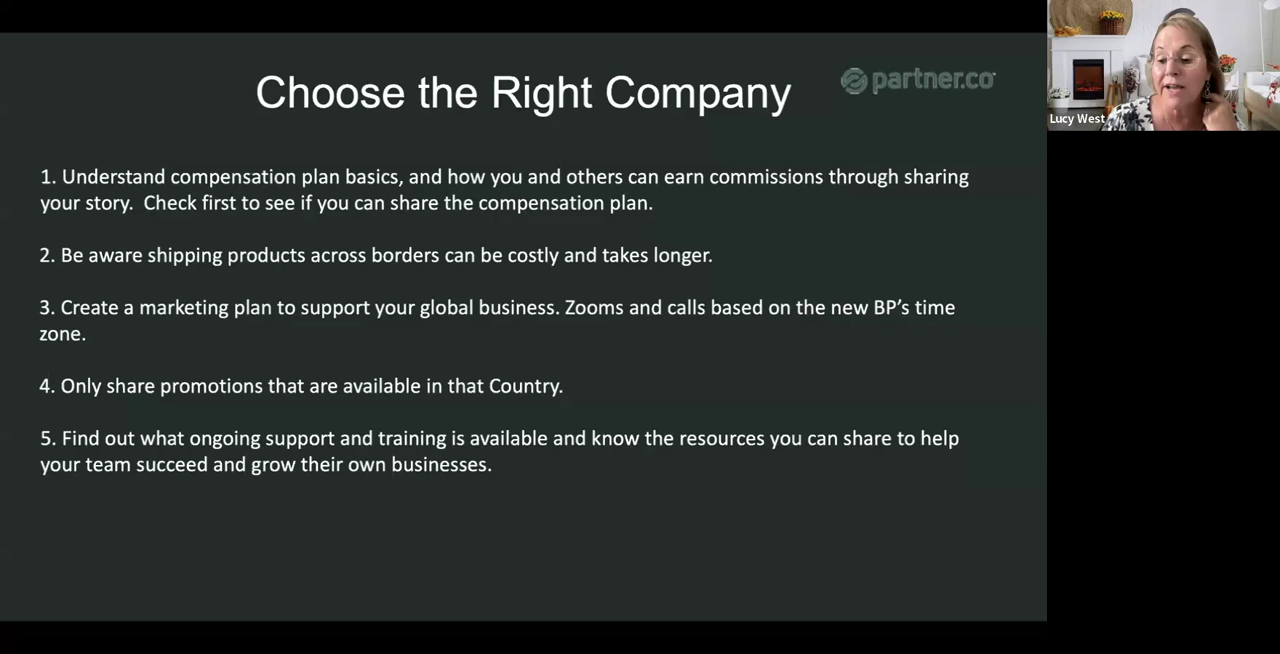 Choose the Right Company
partner.co
1. Understand compensation plan basics, and how you and others can earn commissions through sharing
your story.  Check first to see if you can share the compensation plan.
2. Be aware shipping products across borders can be costly and takes longer.
3. Create a marketing plan to support your global business. Zooms and calls based on the new BP’s time
zone.
4. Only share promotions that are available in that Country.
5. Find out what ongoing support and training is available and know the resources you can share to help
your team succeed and grow their own businesses.
Lucy West